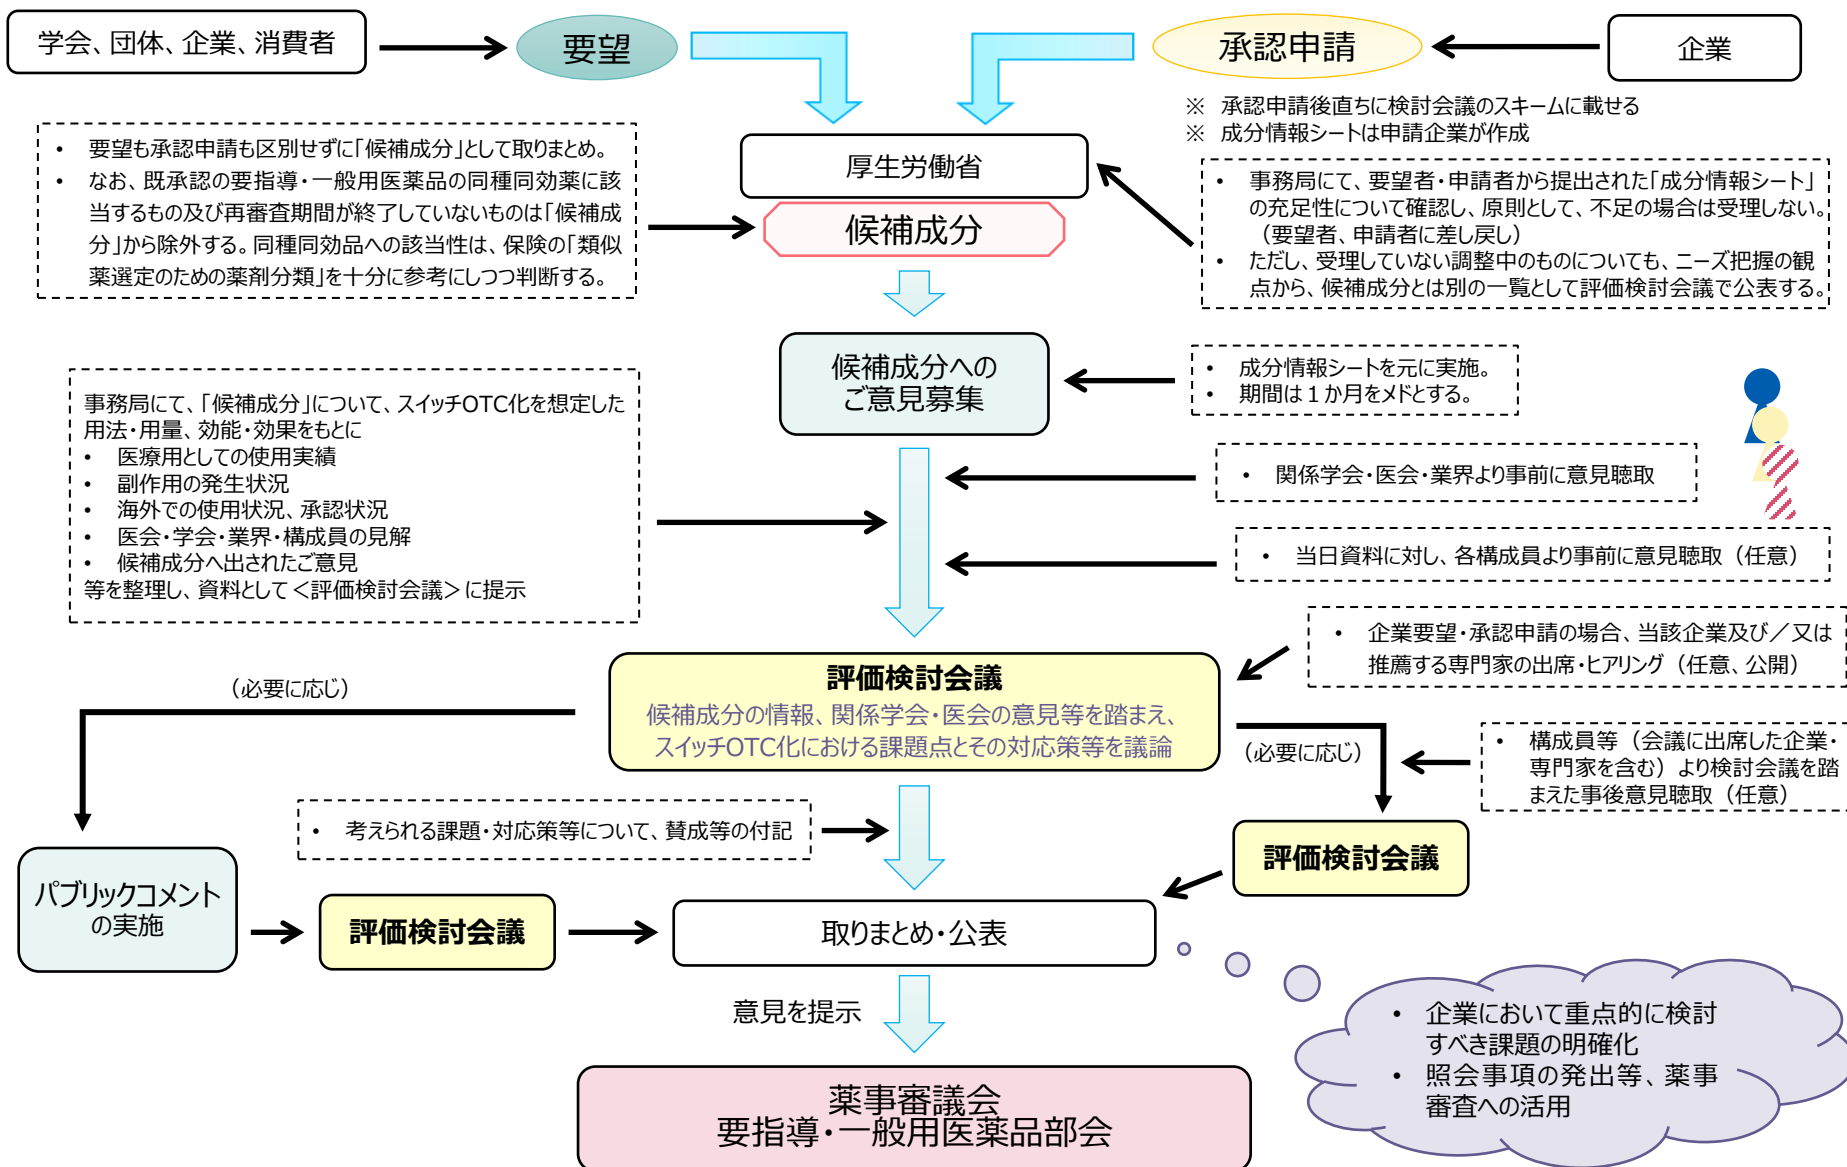 学会、団体、企業、消費者
要望
承認申請
企業
※ 承認申請後直ちに検討会議のスキームに載せる
※ 成分情報シートは申請企業が作成
• 要望も承認申請も区別せずに「候補成分」として取りまとめ。
• なお、既承認の要指導・一般用医薬品の同種同効薬に該
当するもの及び再審査期間が終了していないものは「候補成
分」から除外する。同種同効品への該当性は、保険の「類似
薬選定のための薬剤分類」を十分に参考にしつつ判断する。
厚生労働省
候補成分
• 事務局にて、要望者・申請者から提出された「成分情報シート」
の充足性について確認し、原則として、不足の場合は受理しない。
（要望者、申請者に差し戻し）
• ただし、受理していない調整中のものについても、ニーズ把握の観
点から、候補成分とは別の一覧として評価検討会議で公表する。
候補成分への
ご意見募集
• 成分情報シートを元に実施。
• 期間は１か月をメドとする。
事務局にて、「候補成分」について、スイッチOTC化を想定した
用法・用量、効能・効果をもとに
• 医療用としての使用実績
• 副作用の発生状況
• 海外での使用状況、承認状況
• 医会・学会・業界・構成員の見解
• 候補成分へ出されたご意見
等を整理し、資料として＜評価検討会議＞に提示
• 関係学会・医会・業界より事前に意見聴取
• 当日資料に対し、各構成員より事前に意見聴取（任意）
• 企業要望・承認申請の場合、当該企業及び／又は
推薦する専門家の出席・ヒアリング（任意、公開）
評価検討会議
候補成分の情報、関係学会・医会の意見等を踏まえ、
スイッチOTC化における課題点とその対応策等を議論
（必要に応じ）
（必要に応じ）
• 構成員等（会議に出席した企業・
専門家を含む）より検討会議を踏
まえた事後意見聴取（任意）
• 考えられる課題・対応策等について、賛成等の付記
評価検討会議
パブリックコメント
の実施
評価検討会議
取りまとめ・公表
意見を提示
• 企業において重点的に検討
すべき課題の明確化
• 照会事項の発出等、薬事
審査への活用
薬事審議会
要指導・一般用医薬品部会